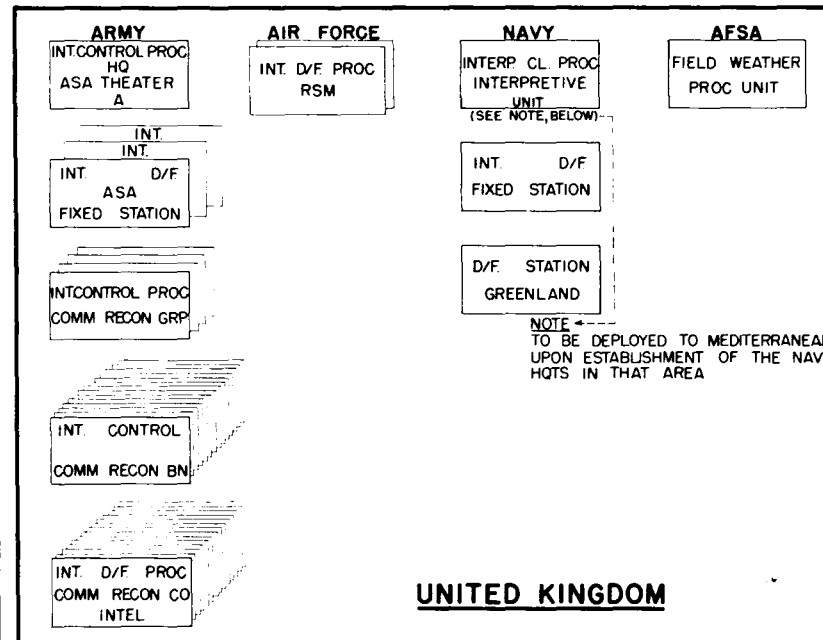 ARMY
INT.CONTROL PROC
HQ
ASA THEATER
A
INT.
INT.
INT. D/F.
ASA
FIXED STATION
INT.CONTROL PROC
COMM RECON GRP
INT. CONTROL
COMM RECON BN
INT. D/F. PROC
COMM RECON CO
INTEL
AIR FORCE
INT. D/F. PROC
RSM
NAVY
INTERP. CL. PROC
INTERPRETIVE
UNIT
(SEE NOTE, BELOW)
INT. D/F
FIXED STATION
D/F. STATION
GREENLAND
NOTE
TO BE DEPLOYED TO MEDITERRANEA
UPON ESTABLISHMENT OF THE NAV
HQTS IN THAT AREA
AFSA
FIELD WEATHER
PROC UNIT
UNITED KINGDOM